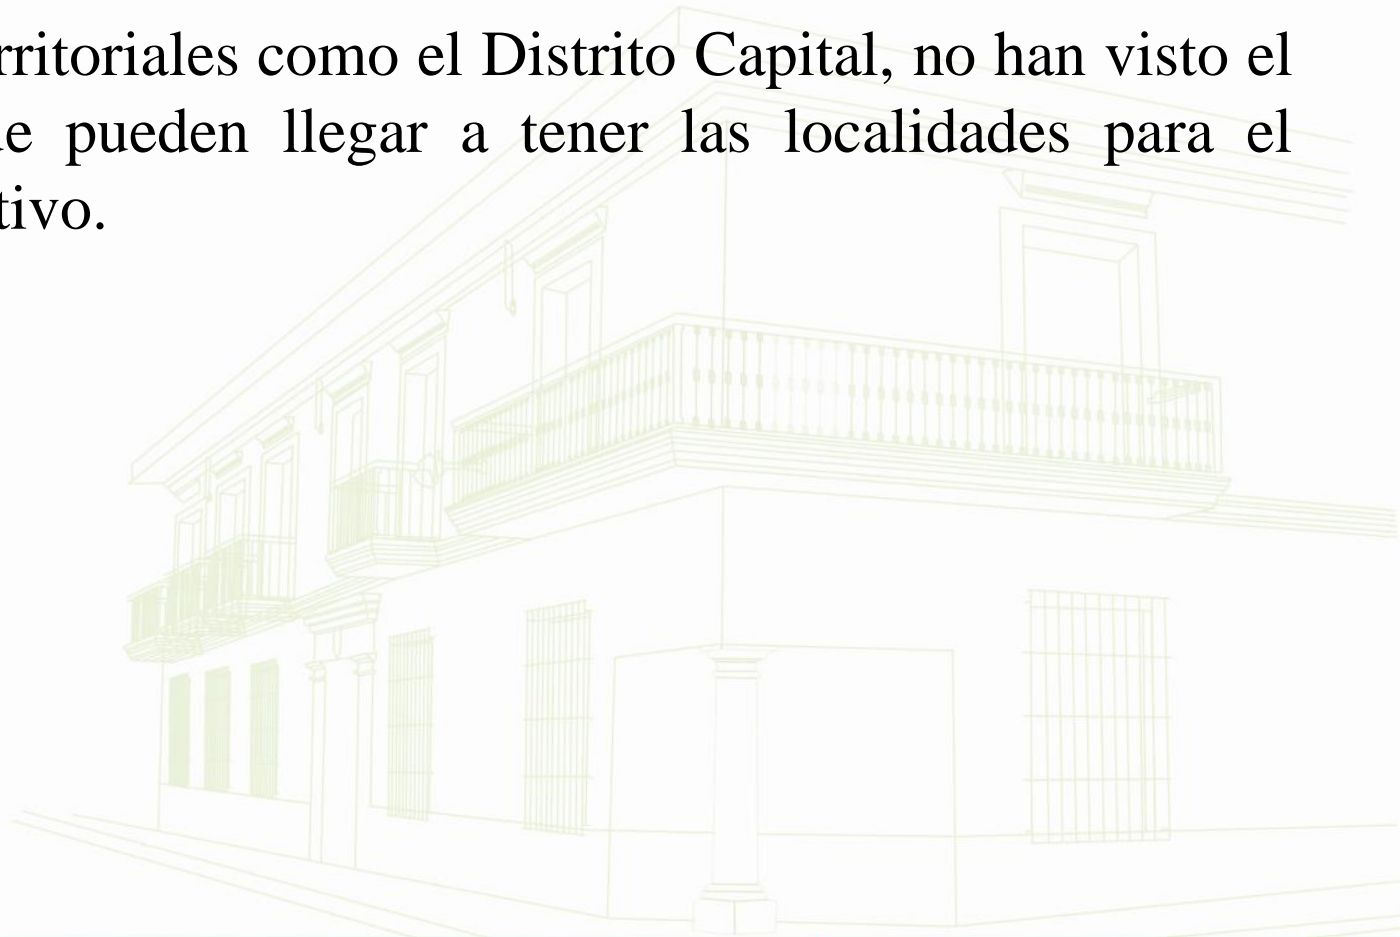 rritoriales como el Distrito Capital, no han visto el
e pueden llegar a tener las localidades para el
tivo.